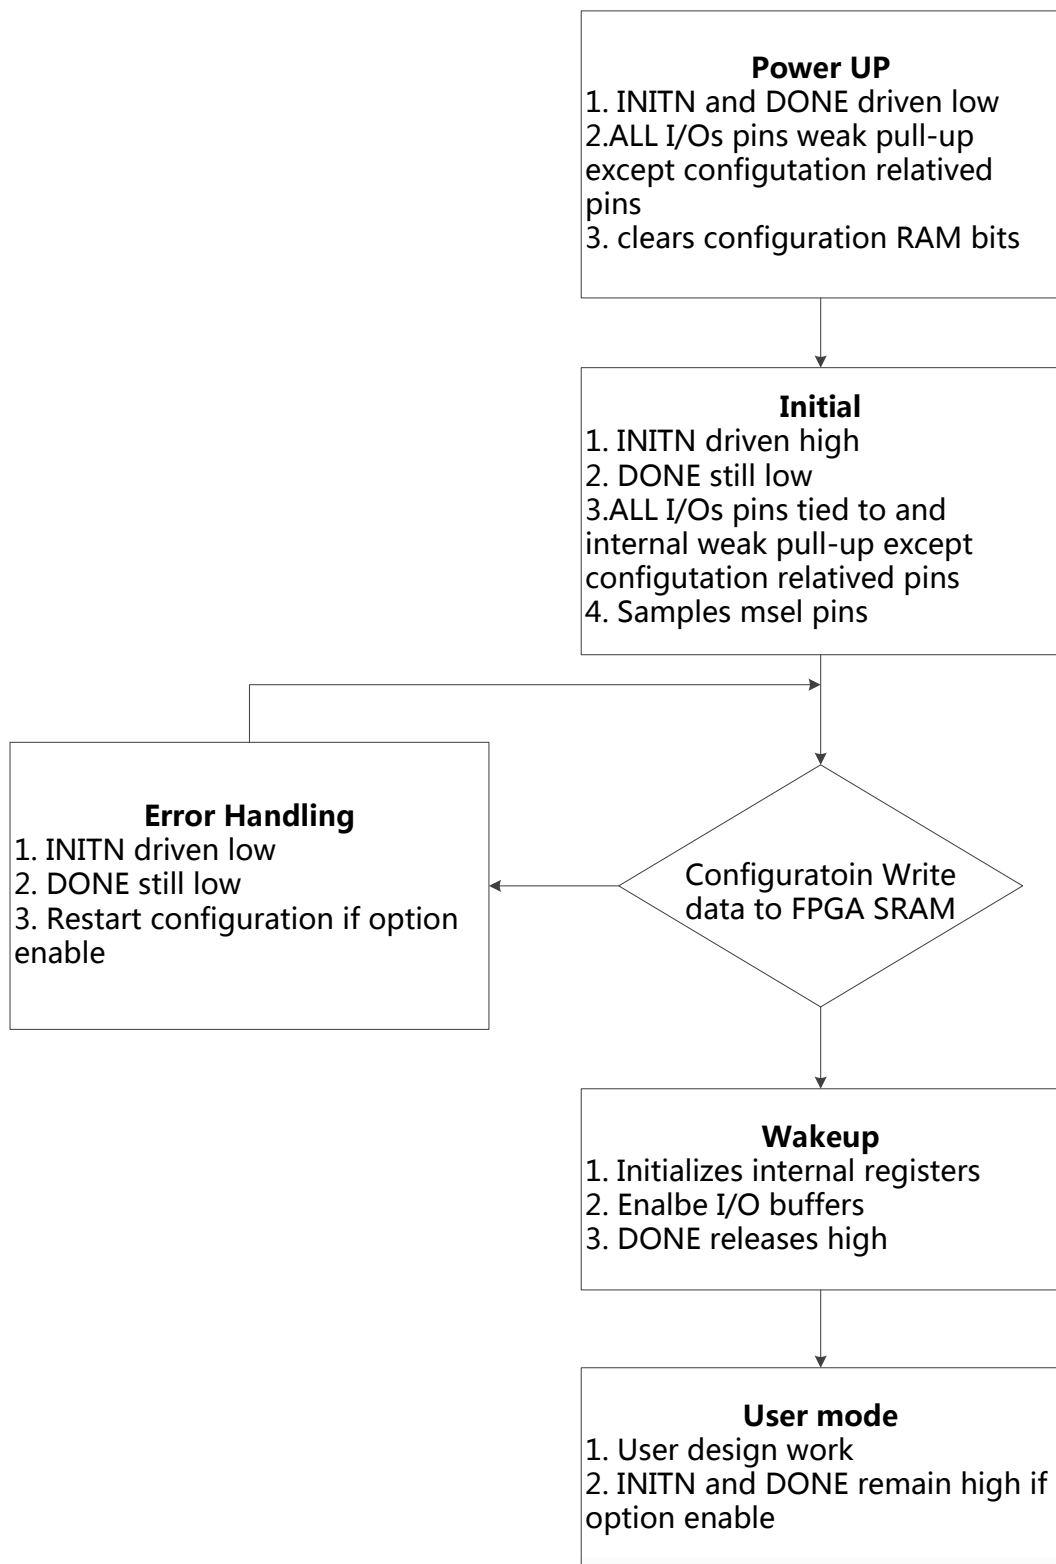 Power UP
1. INITN and DONE driven low
2.ALL I/Os pins weak pull-up
except configutation relatived
pins
3. clears configuration RAM bits
Initial
1. INITN driven high
2. DONE still low
3.ALL I/Os pins tied to and
internal weak pull-up except
configutation relatived pins
4. Samples msel pins
Error Handling
1. INITN driven low
2. DONE still low
3. Restart configuration if option
enable
Configuratoin Write
data to FPGA SRAM
Wakeup
1. Initializes internal registers
2. Enalbe I/O buffers
3. DONE releases high
User mode
1. User design work
2. INITN and DONE remain high if
option enable